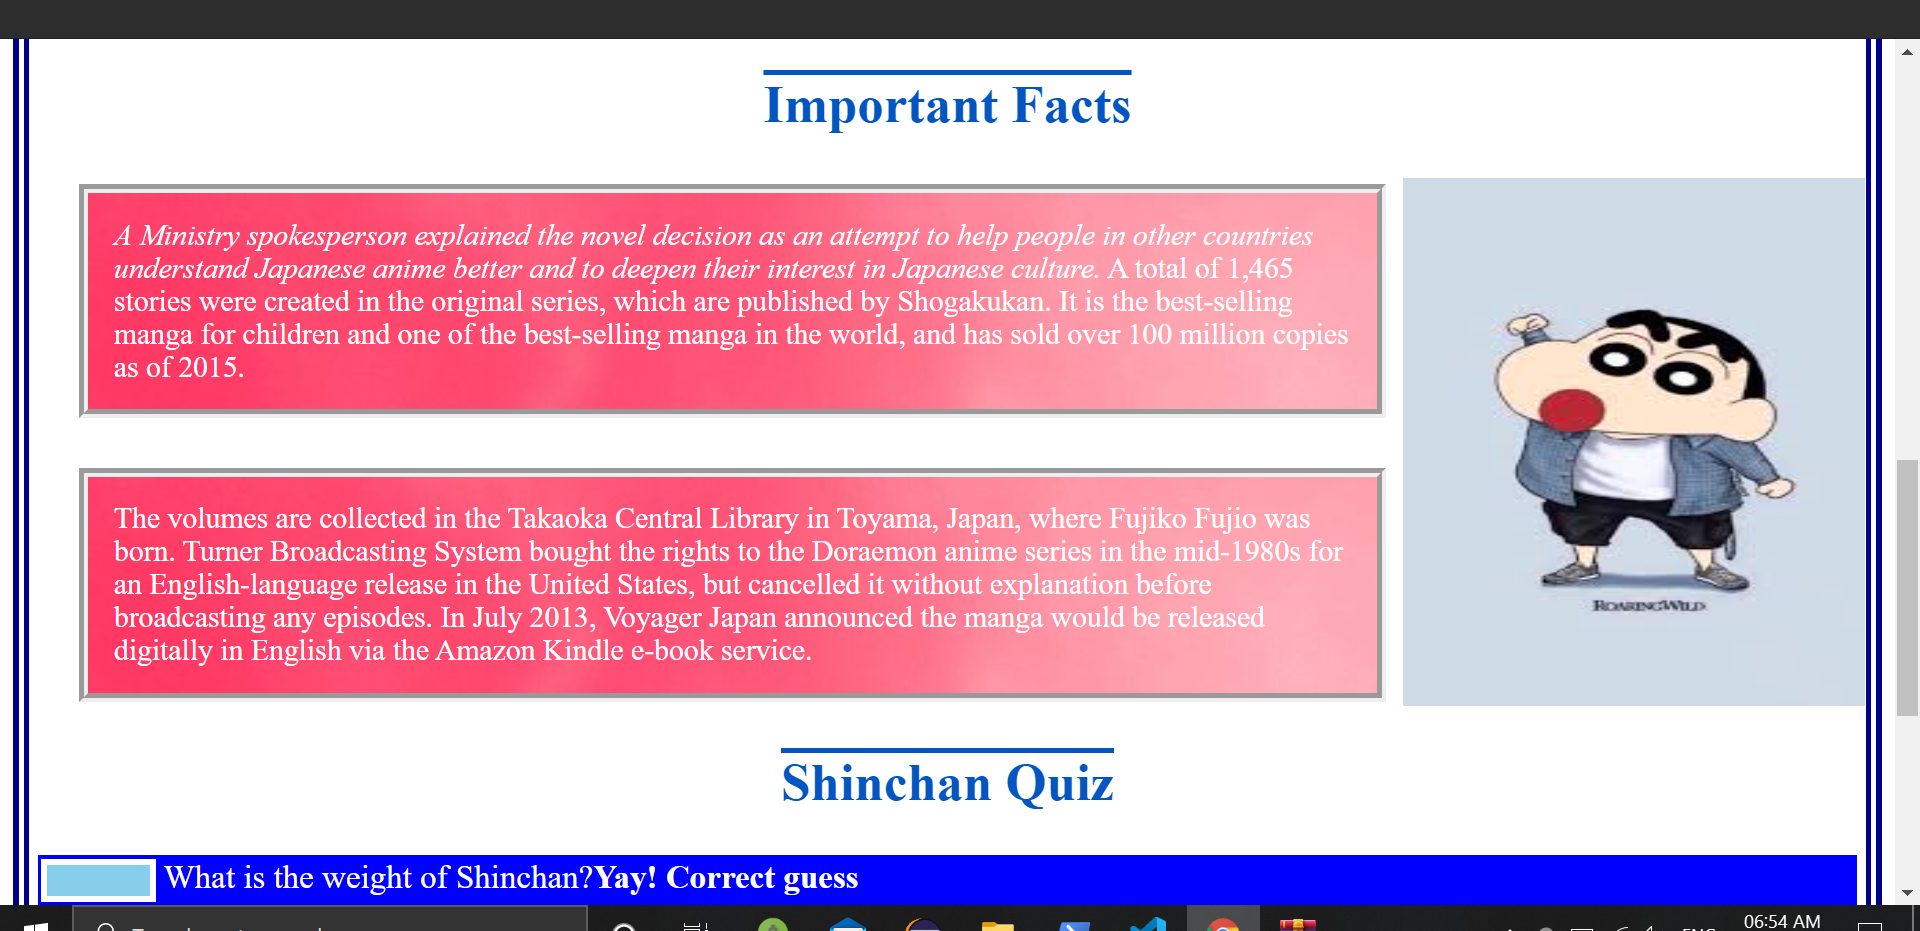 Important Facts
A Ministry spokesperson explained the novel decision as an attempt to help people in other countries
understand Japanese anime better and to deepen their interest in Japanese culture. A total of 1,465
stories were created in the original series, which are published by Shogakukan. It is the best-selling
manga for children and one of the best-selling manga in the world, and has sold over 100 million copies
as of 2015.
The volumes are collected in the Takaoka Central Library in Toyama, Japan, where Fujiko Fujio was
born. Turner Broadcasting System bought the rights to the Doraemon anime series in the mid-1980s for
an English-language release in the United States, but cancelled it without explanation before
broadcasting any episodes. In July 2013, Voyager Japan announced the manga would be released
digitally in English via the Amazon Kindle e-book service.
ROARINGWILD
Shinchan Quiz
What is the weight of Shinchan?Yay! Correct guess
06:54 AM